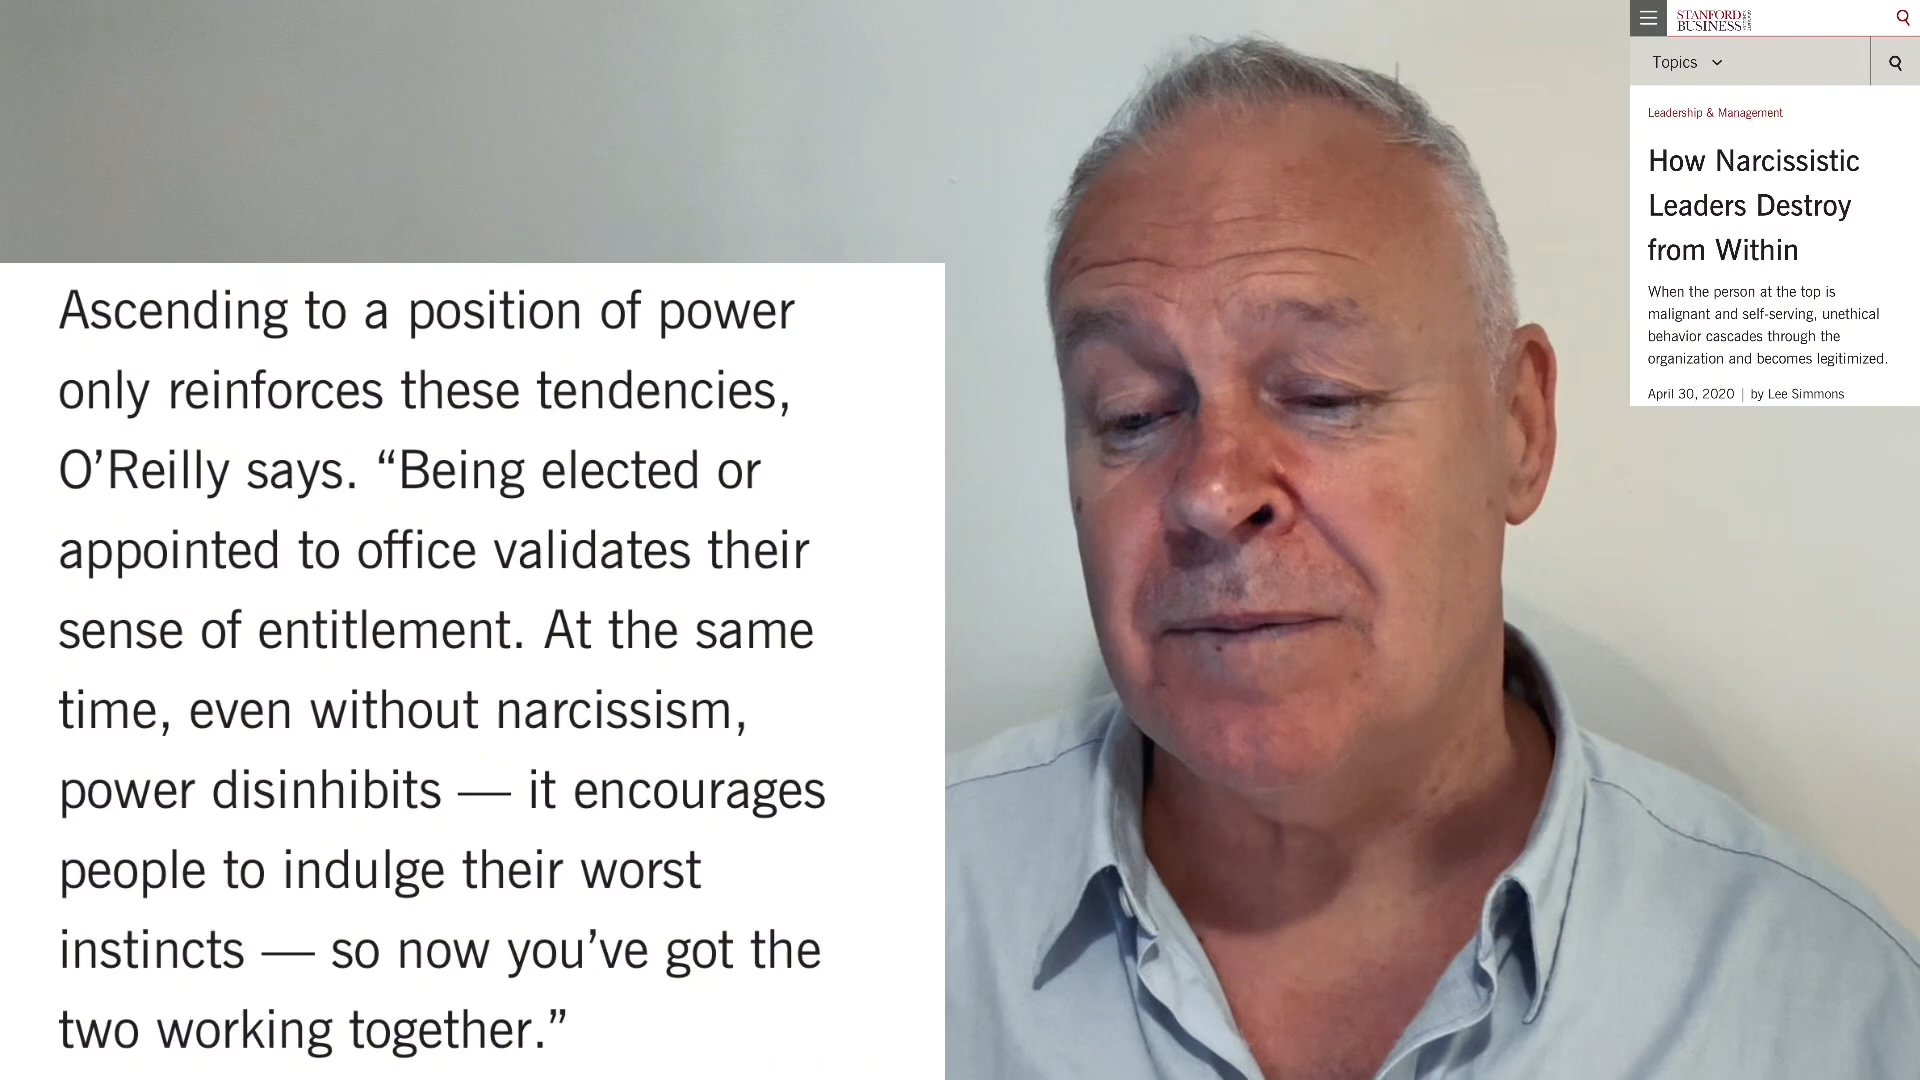 Ascending to a position of power
only reinforces these tendencies,
O’Reilly says. “Being elected or
appointed to office validates their
sense of entitlement. At the same
time, even without narcissism,
power disinhibits — it encourages
people to indulge their worst
instincts — so now you’ve got the
two working together.”
STANFORD
BUSINESS
Topics
Leadership & Management
How Narcissistic
Leaders Destroy
from Within
When the person at the top is
malignant and self-serving, unethical
behavior cascades through the
organization and becomes legitimized.
April 30, 2020 | by Lee Simmons